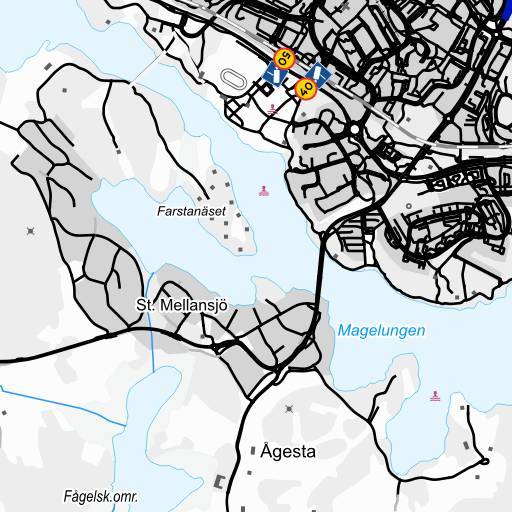 50
40
Farstanäset
St. Mellansjö
Magelungen
Ågesta
Fågelsk.omr.